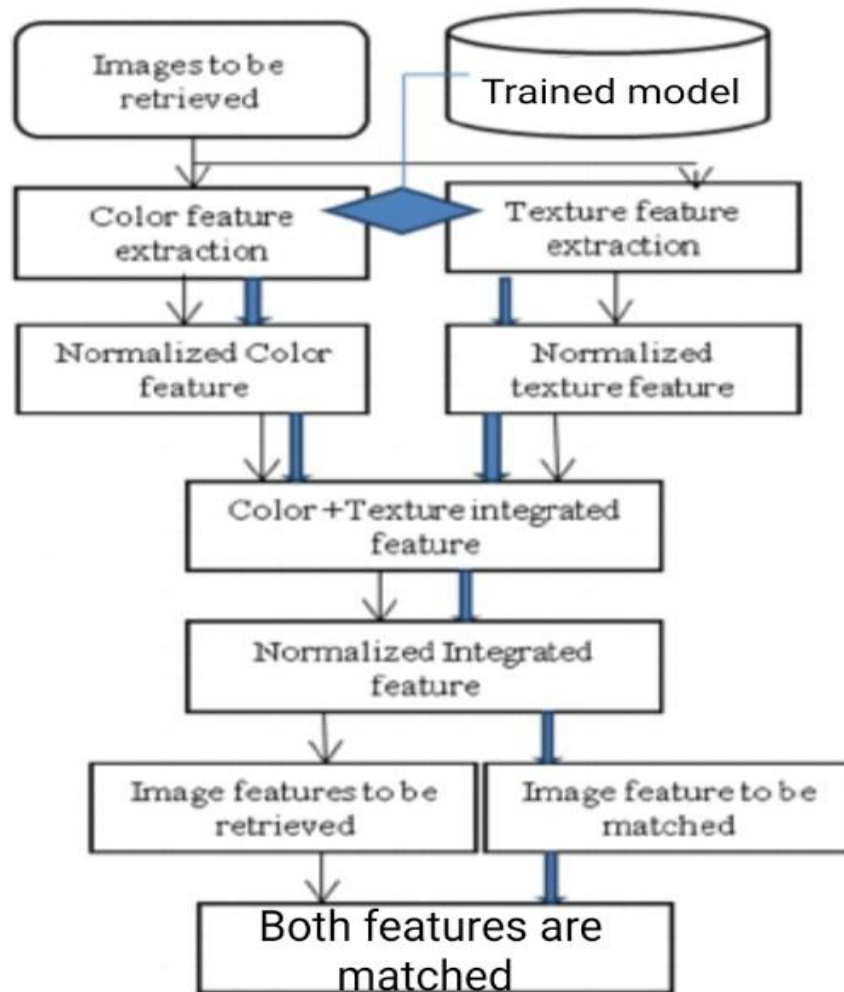 Images to be
retrieved
Trained model
Color feature
extraction
Texture feature
extraction
Normalized Color
feature
Normalized
texture feature
Color+Texture integrated
feature
Normalized Integrated
feature
Image features to be
retrieved
Image feature to be
matched
Both features are
matched